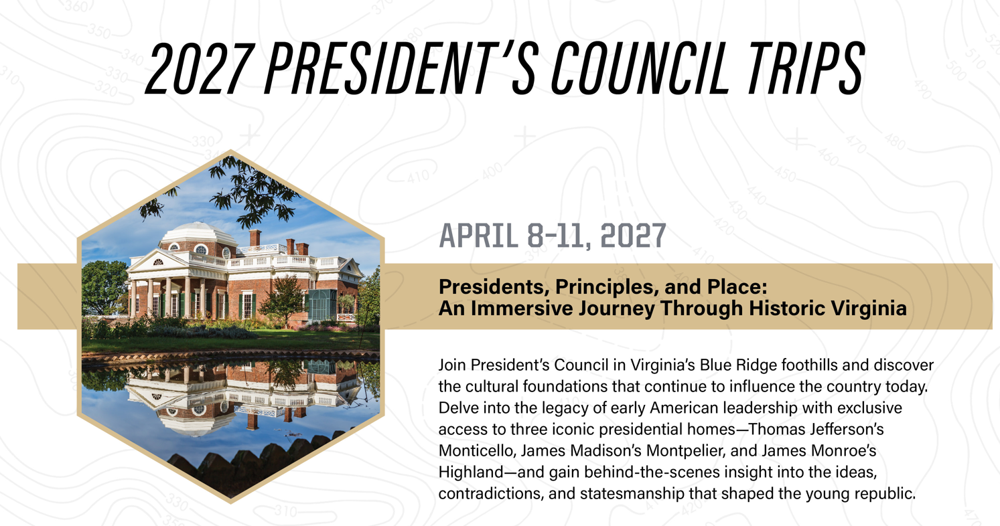 2027 PRESIDENT'S COUNCIL TRIPS
APRIL 8–11, 2027
Presidents, Principles, and Place:
An Immersive Journey Through Historic Virginia
Join President's Council in Virginia's Blue Ridge foothills and discover
the cultural foundations that continue to influence the country today.
Delve into the legacy of early American leadership with exclusive
access to three iconic presidential homes—Thomas Jefferson's
Monticello, James Madison's Montpelier, and James Monroe's
Highland—and gain behind-the-scenes insight into the ideas,
contradictions, and statesmanship that shaped the young republic.